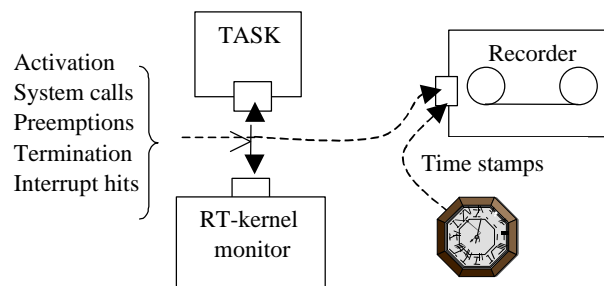 TASK
Recorder
Activation
System calls
Preemptions
Termination
Interrupt hits
Time stamps
RT-kernel
monitor